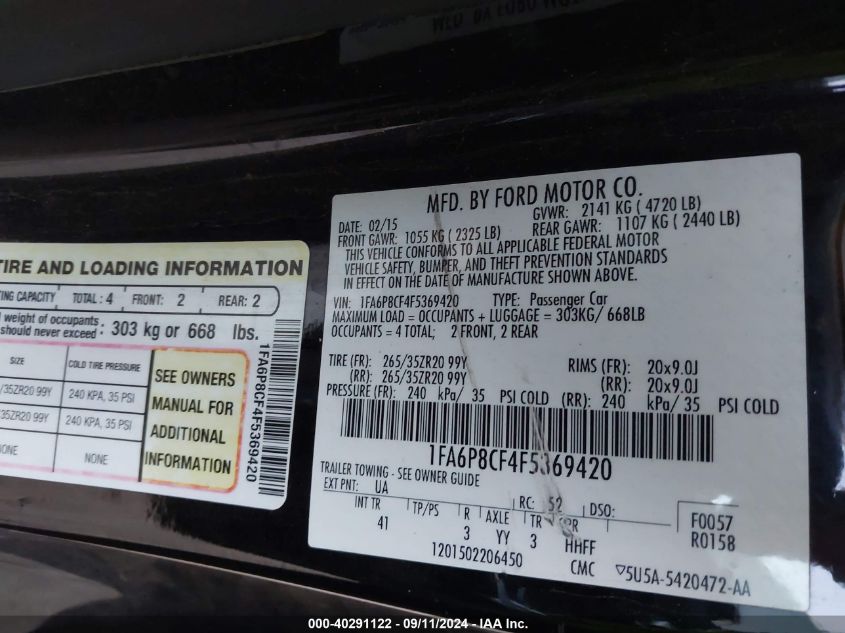 TIRE AND LOADING INFORMATION
CAPACITY TOTAL: 4 FRONT: 2 REAR: 2
weight of occupants
should never exceed: 303 kg or 668 lbs.
SIZE COLD TIRE PRESSURE
/35ZR20 99Y 240 KPA, 35 PSI
35ZR20 99Y 240 KPA, 35 PSI
NONE NONE
SEE OWNERS
MANUAL FOR
ADDITIONAL
INFORMATION
1FA6P8CF4F5369420
MFD. BY FORD MOTOR CO.
DATE: 02/15 GVWR: 2141 KG ( 4720 LB)
FRONT GAWR: 1055 KG ( 2325 LB) REAR GAWR: 1107 KG ( 2440 LB)
THIS VEHICLE CONFORMS TO ALL APPLICABLE FEDERAL MOTOR
VEHICLE SAFETY, BUMPER, AND THEFT PREVENTION STANDARDS
IN EFFECT ON THE DATE OF MANUFACTURE SHOWN ABOVE.
VIN: 1FA6P8CF4F5369420 TYPE: Passenger Car
MAXIMUM LOAD = OCCUPANTS + LUGGAGE = 303KG/ 668LB
OCCUPANTS = 4 TOTAL; 2 FRONT, 2 REAR
TIRE (FR): 265/35ZR20 99Y RIMS (FR): 20x9.0J
(RR): 265/35ZR20 99Y (RR): 20x9.0J
PRESSURE (FR): 240 kPa/ 35 PSI COLD (RR): 240 kPa/ 35 PSI COLD
1FA6P8CF4F5369420
TRAILER TOWING - SEE OWNER GUIDE
EXT PNT: UA RC: 52 DSO:
INT TR TP/PS R AXLE TR SPR
41 3 YY 3 HHFF
1201502206450 CMC ▽5U5A-5420472-AA
F0057
R0158
000-40291122 - 09/11/2024 - IAA Inc.